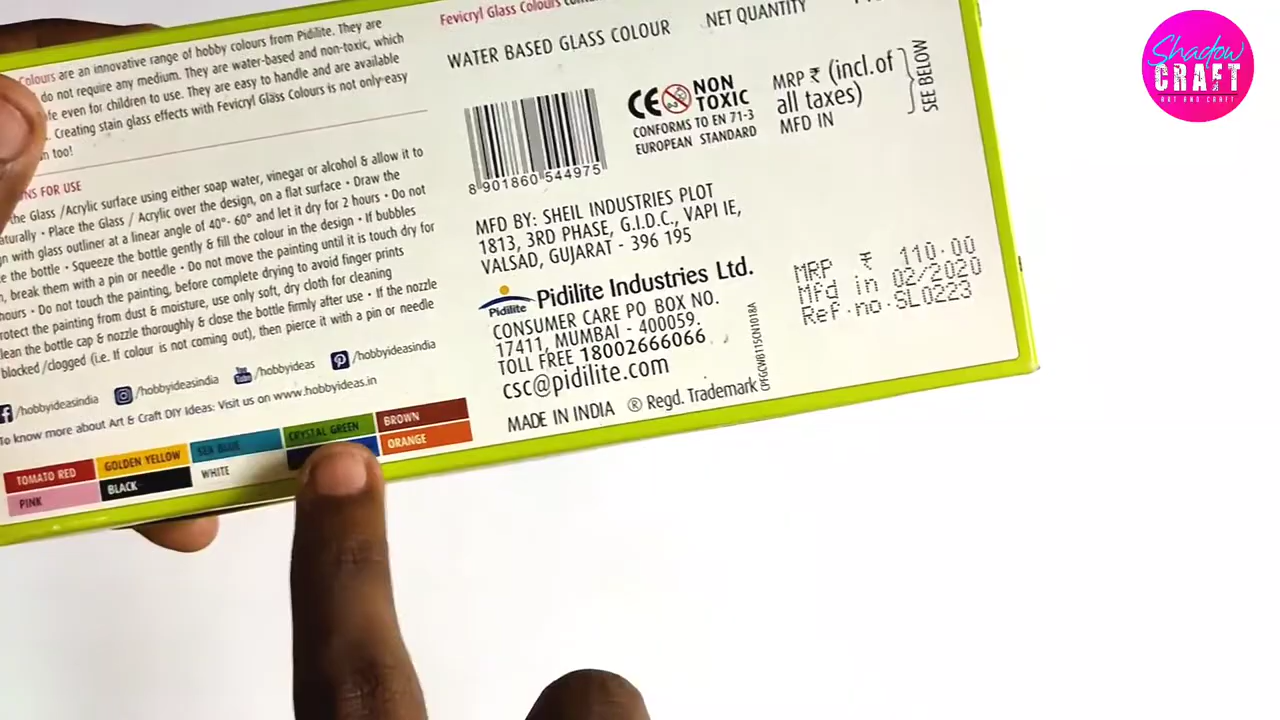 Colours are an innovative range of hobby colours from Pidilite. They are
do not require any medium. They are water-based and non-toxic, which
fe even for children to use. They are easy to handle and are available
. Creating stain glass effects with Fevicryl Glass Colours is not only-easy
n too!
NS FOR USE
the Glass /Acrylic surface using either soap water, vinegar or alcohol & allow it to
aturally • Place the Glass / Acrylic over the design, on a flat surface • Draw the
gn with glass outliner at a linear angle of 40°- 60° and let it dry for 2 hours • Do not
e the bottle • Squeeze the bottle gently & fill the colour in the design • If bubbles
, break them with a pin or needle • Do not move the painting until it is touch dry for
hours • Do not touch the painting, before complete drying to avoid finger prints
rotect the painting from dust & moisture, use only soft, dry cloth for cleaning
lean the bottle cap & nozzle thoroughly & close the bottle firmly after use • If the nozzle
blocked /clogged (i.e. If colour is not coming out), then pierce it with a pin or needle
/hobbyideasindia /hobbyideasindia /hobbyideas /hobbyideasindia
To know more about Art & Craft DIY Ideas: Visit us on www.hobbyideas.in
TOMATO RED GOLDEN YELLOW SEA BLUE CRYSTAL GREEN BROWN
PINK BLACK WHITE ORANGE
Fevicryl Glass Colours
WATER BASED GLASS COLOUR
NET QUANTITY
8 901860 544975
CE NON
TOXIC
CONFORMS TO EN 71-3
EUROPEAN STANDARD
MRP ₹ (incl.of
all taxes)
MFD IN
SEE BELOW
MFD BY: SHEIL INDUSTRIES PLOT
1813, 3RD PHASE, G.I.D.C., VAPI IE,
VALSAD, GUJARAT - 396 195
Pidilite
Pidilite Industries Ltd.
CONSUMER CARE PO BOX NO.
17411, MUMBAI - 400059.
TOLL FREE 18002666066
csc@pidilite.com
MADE IN INDIA ® Regd. Trademark
MRP ₹ 110.00
Mfd in 02/2020
Ref.no.SL0223
Shadow
CRAFT
ART AND CRAFT